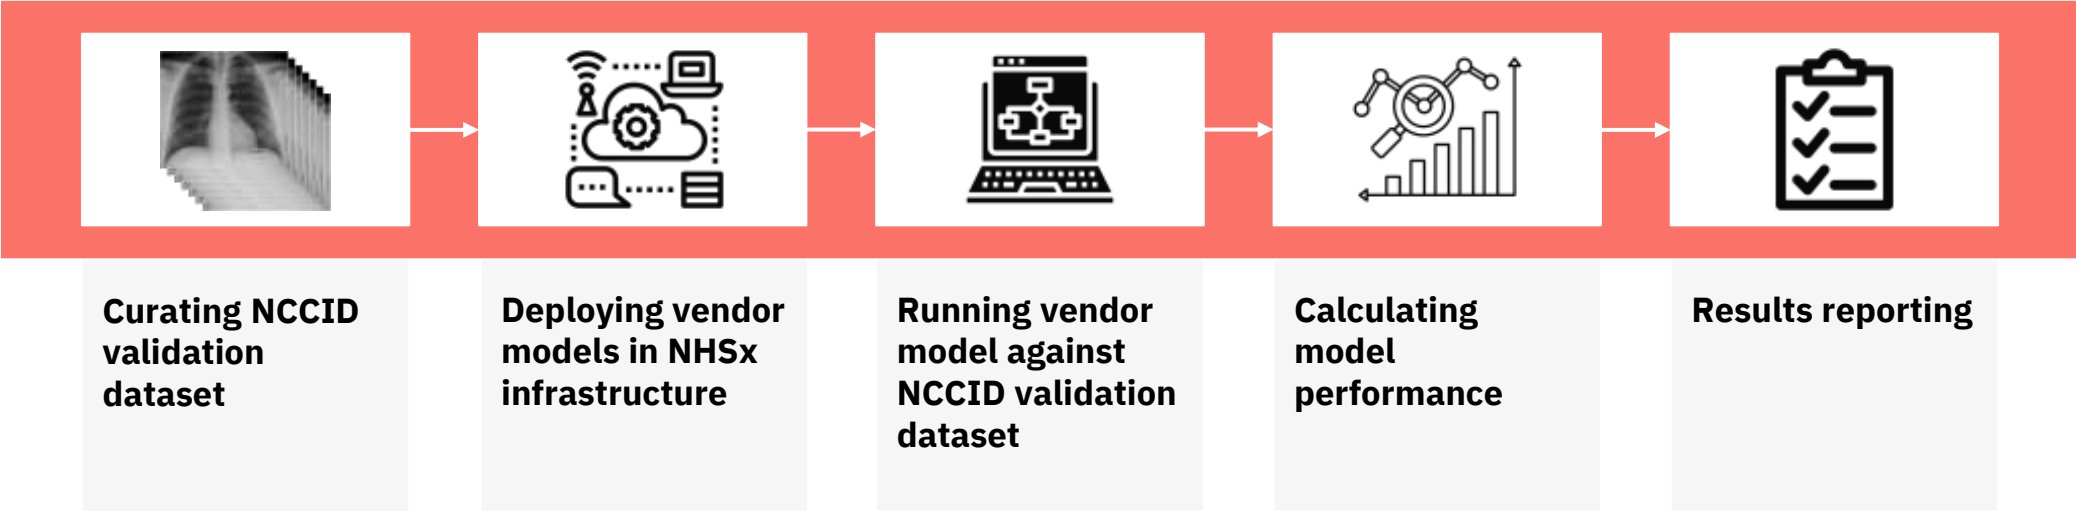 Curating NCCID
validation
dataset
Deploying vendor
models in NHSx
infrastructure
Running vendor
model against
NCCID validation
dataset
Calculating
model
performance
Results reporting